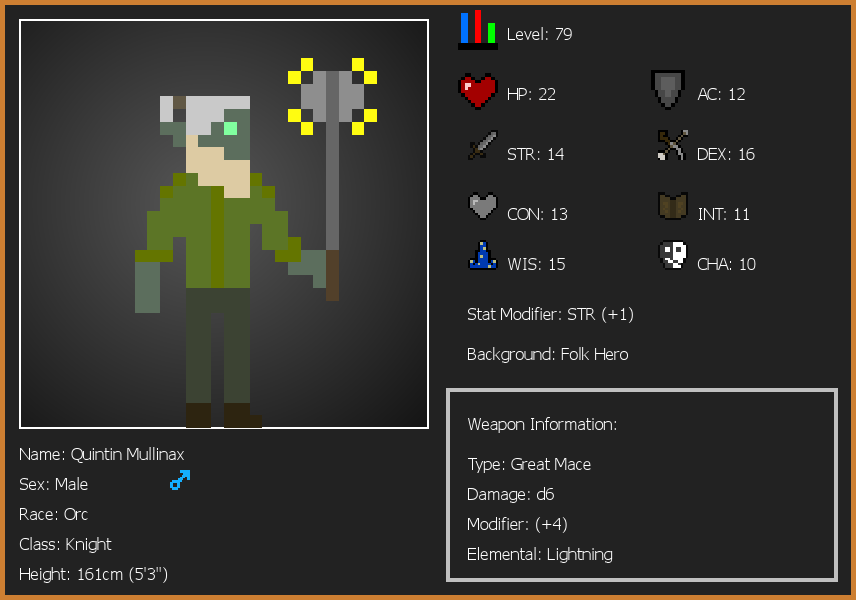 Level: 79
HP: 22
AC: 12
STR: 14
DEX: 16
CON: 13
INT: 11
WIS: 15
CHA: 10
Stat Modifier: STR (+1)
Background: Folk Hero
Weapon Information:
Type: Great Mace
Damage: d6
Modifier: (+4)
Elemental: Lightning
Name: Quintin Mullinax
Sex: Male
Race: Orc
Class: Knight
Height: 161cm (5'3")